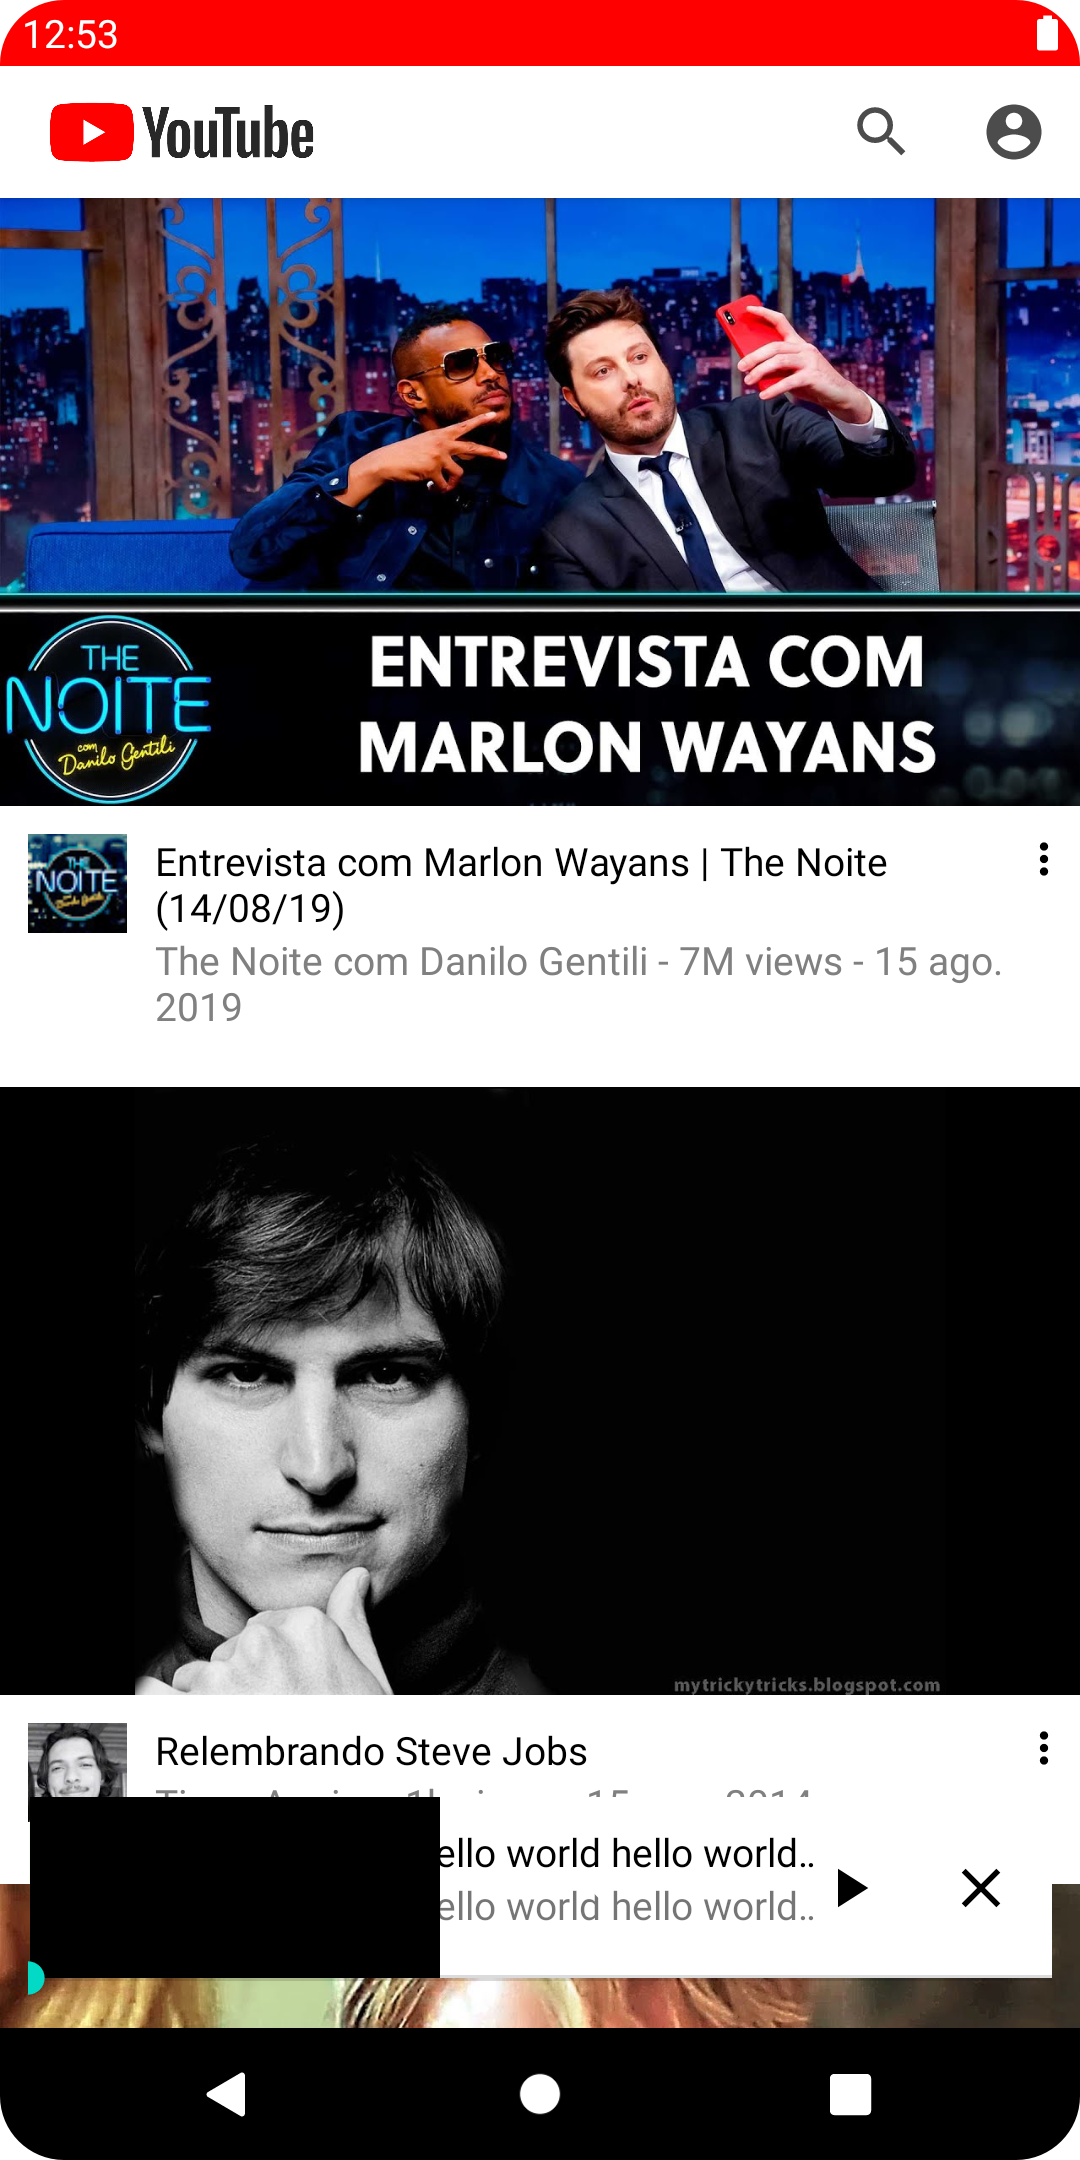 12:53
YouTube
THE
NOITE
com
Danilo Gentili
ENTREVISTA COM
MARLON WAYANS
THE
NOITE
Entrevista com Marlon Wayans | The Noite
(14/08/19)
The Noite com Danilo Gentili - 7M views - 15 ago.
2019
mytrickytricks.blogspot.com
Relembrando Steve Jobs
ello world hello world..
ello world hello world..